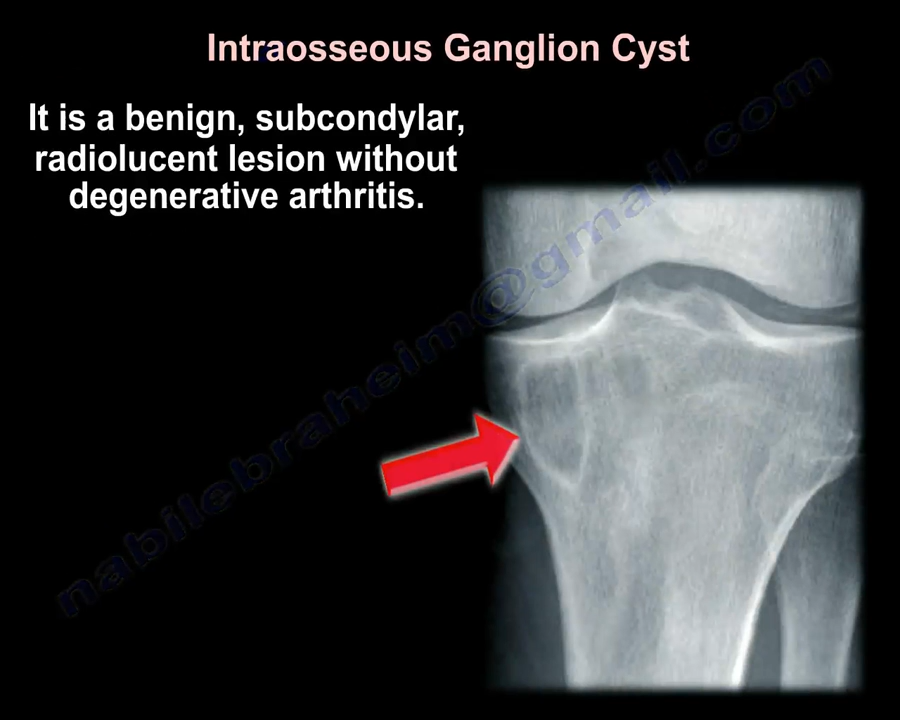 Intraosseous Ganglion Cyst
It is a benign, subcondylar,
radiolucent lesion without
degenerative arthritis.
nabilebraheim@gmail.com